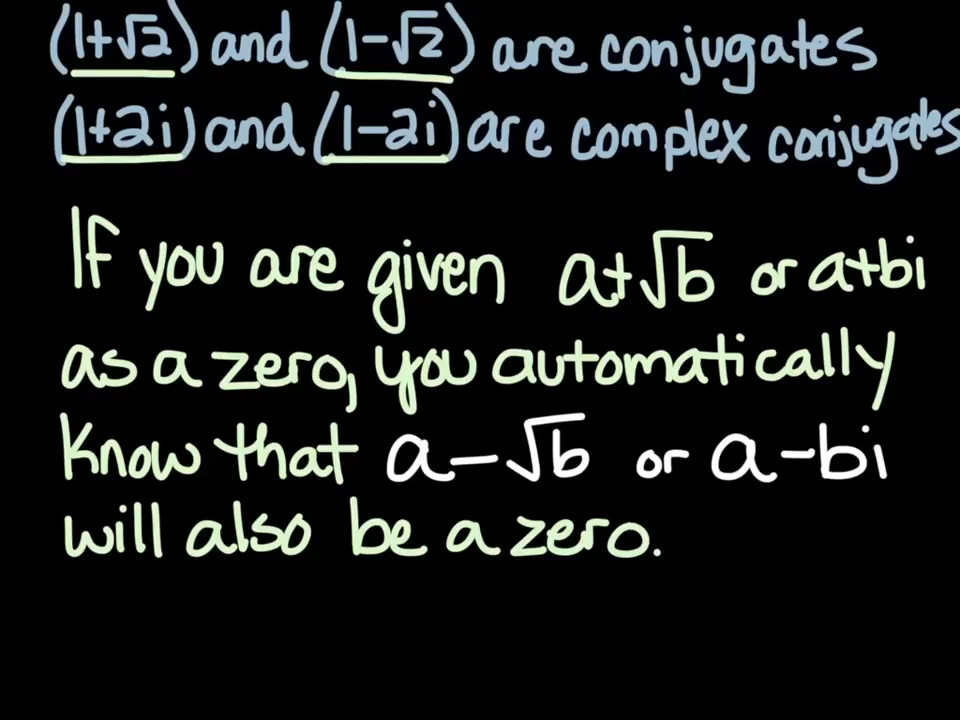 (1+√2) and (1-√2) are conjugates
(1+2i) and (1-2i) are complex conjugates
If you are given a+√b or a+bi
as a zero, you automatically
know that a-√b or a-bi
will also be a zero.